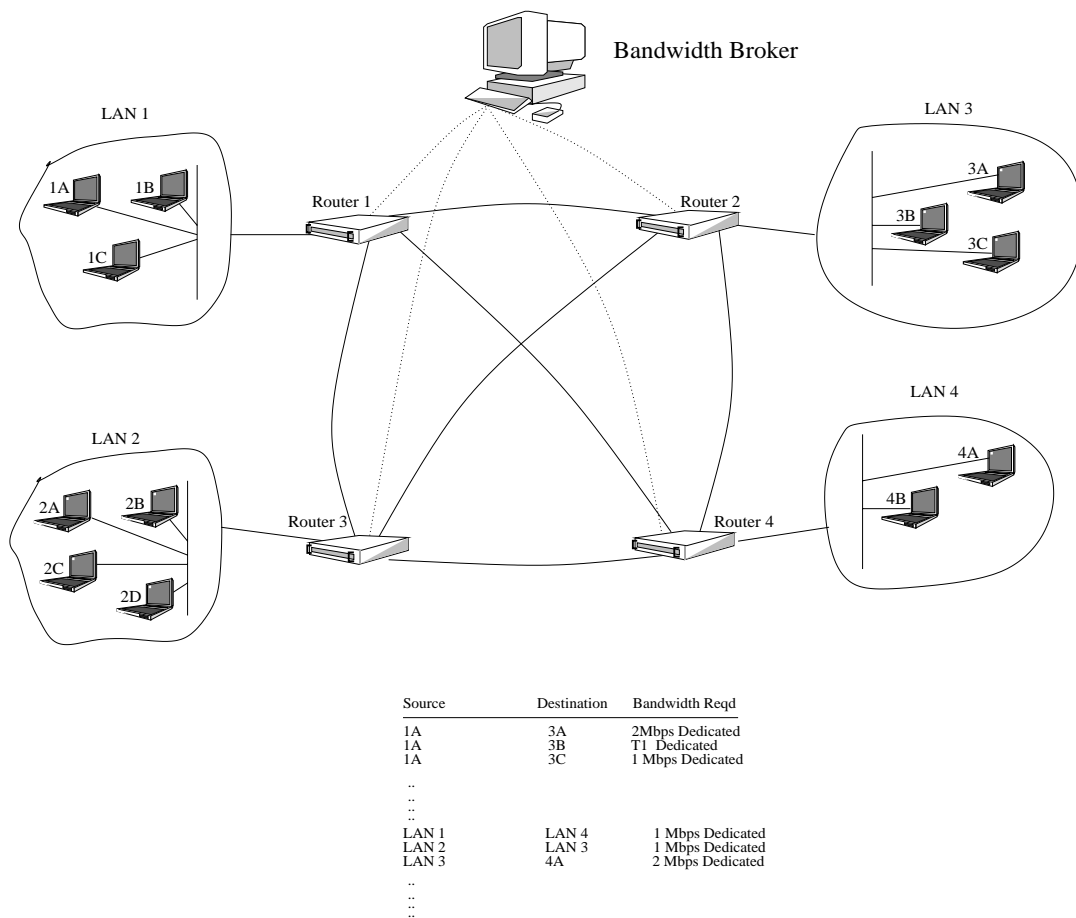 Bandwidth Broker
LAN 1
LAN 3
1A
1B
1C
Router 1
Router 2
3A
3B
3C
LAN 2
LAN 4
2A
2B
2C
2D
Router 3
Router 4
4A
4B
Source Destination Bandwidth Reqd
1A 3A 2Mbps Dedicated
1A 3B T1 Dedicated
1A 3C 1 Mbps Dedicated
..
..
..
..
LAN 1 LAN 4 1 Mbps Dedicated
LAN 2 LAN 3 1 Mbps Dedicated
LAN 3 4A 2 Mbps Dedicated
..
..
..
..